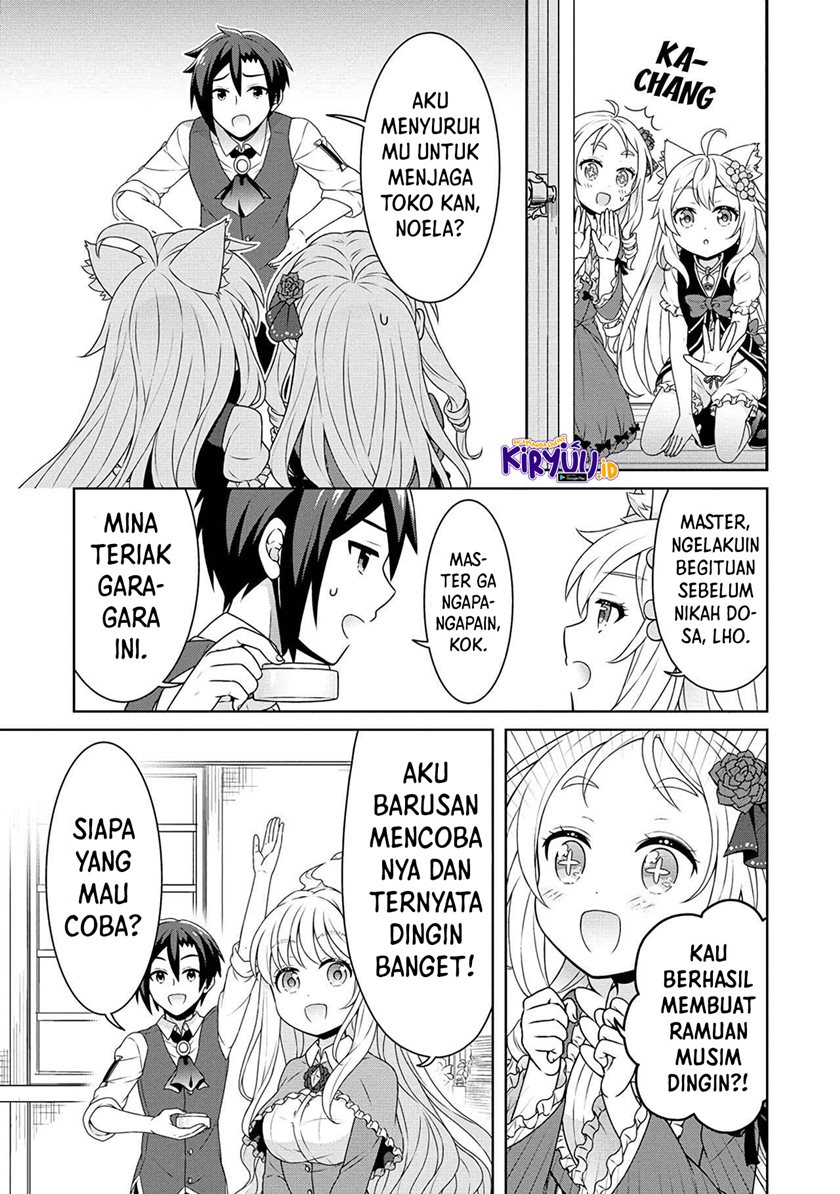 KA-
CHANG
AKU
MENYURUH
MU UNTUK
MENJAGA
TOKO KAN,
NOELA?
KIRYUU.ID
MASTER,
NGELAKUIN
BEGITUAN
SEBELUM
NIKAH DO-
SA, LHO.
MAS-
TER GA
NGAPA-
NGAPAIN,
KOK.
MINA
TERIAK
GARA-
GARA
INI.
KAU
BERHASIL
MEMBUAT
RAMUAN
MUSIM
DINGIN?!
AKU
BARUSAN
MENCOBA
NYA DAN
TERNYATA
DINGIN
BANGET!
SIAPA
YANG
MAU
COBA?